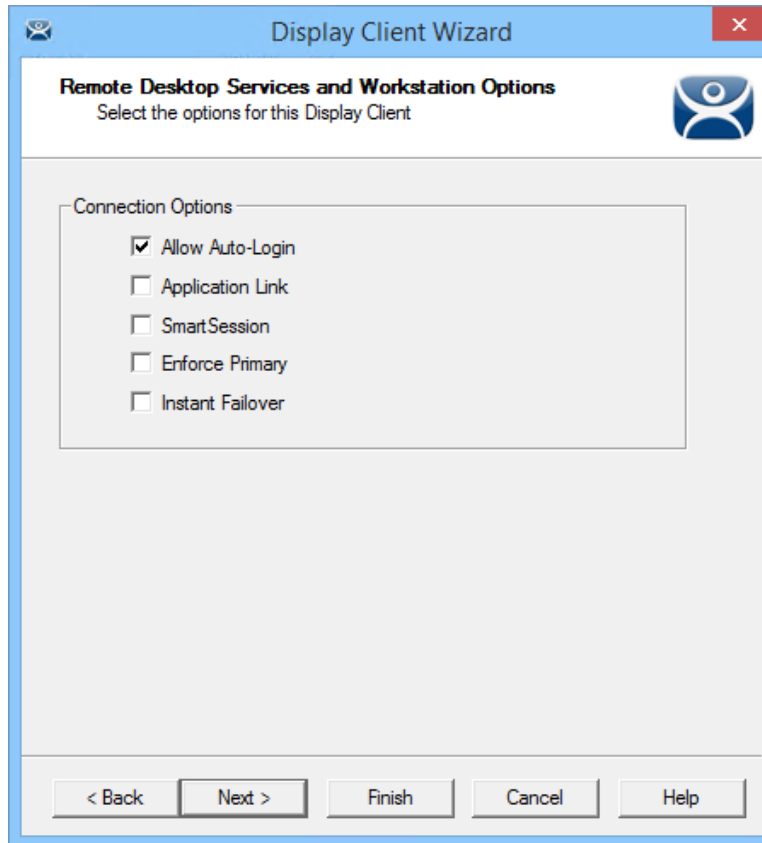 Display Client Wizard
Remote Desktop Services and Workstation Options
Select the options for this Display Client
Connection Options
Allow Auto-Login
Application Link
SmartSession
Enforce Primary
Instant Failover
< Back Next > Finish Cancel Help